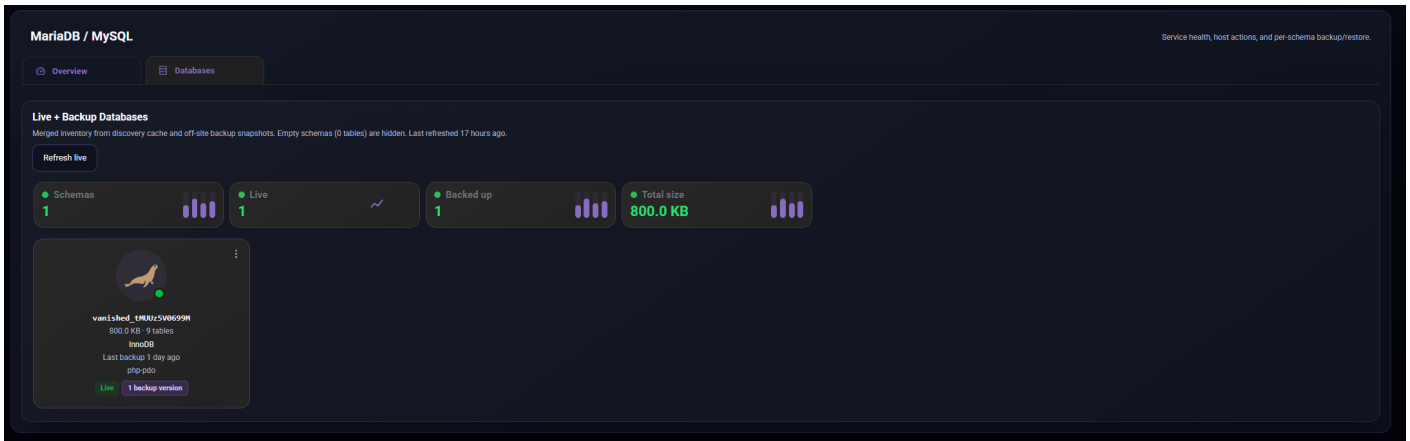 MariaDB / MySQL
Service health, host actions, and per-schema backup/restore.
Overview
Databases
Live + Backup Databases
Merged inventory from discovery cache and off-site backup snapshots. Empty schemas (0 tables) are hidden. Last refreshed 17 hours ago.
Refresh live
Schemas
1
Live
1
Backed up
1
Total size
800.0 KB
vanished_tMUUz5V0699M
800.0 KB · 9 tables
InnoDB
Last backup 1 day ago
php-pdo
Live
1 backup version